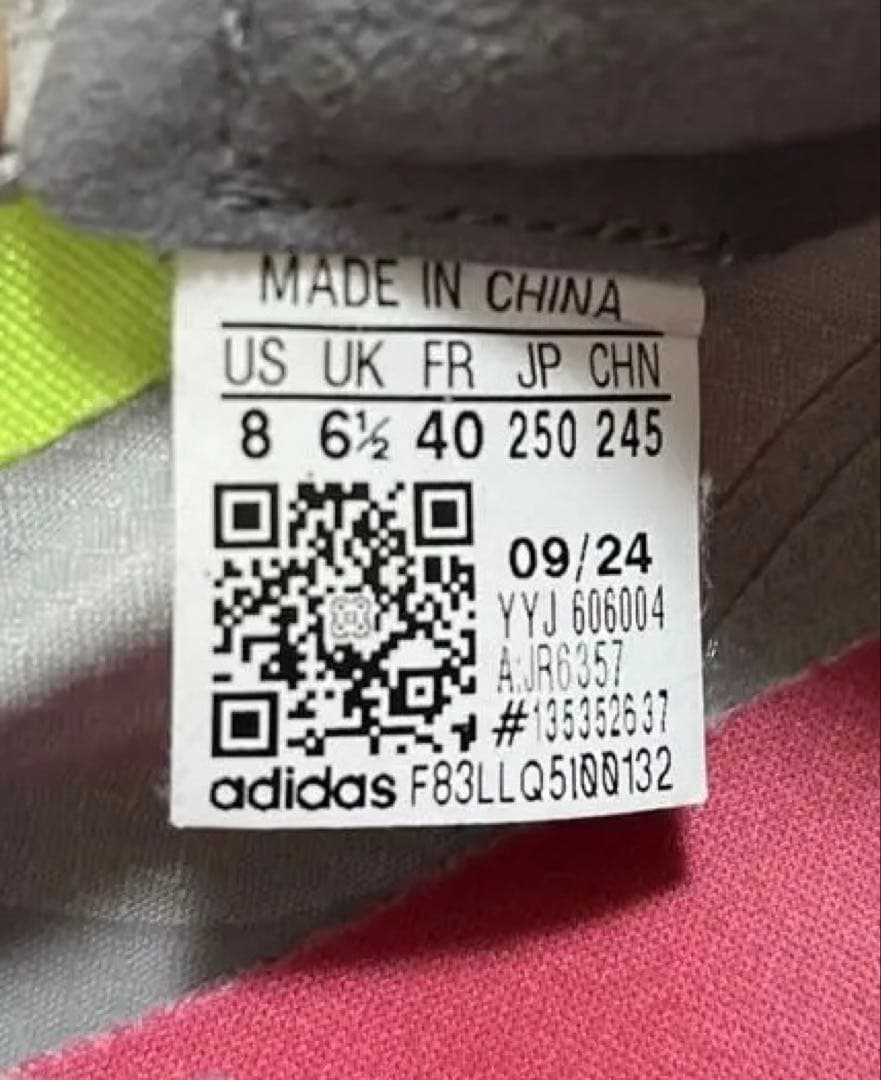 MADE IN CHINA
US UK FR JP CHN
8 6½ 40 250 245
09/24
YYJ 606004
A:JR6357
#135352637
adidas F83LLQ5100132